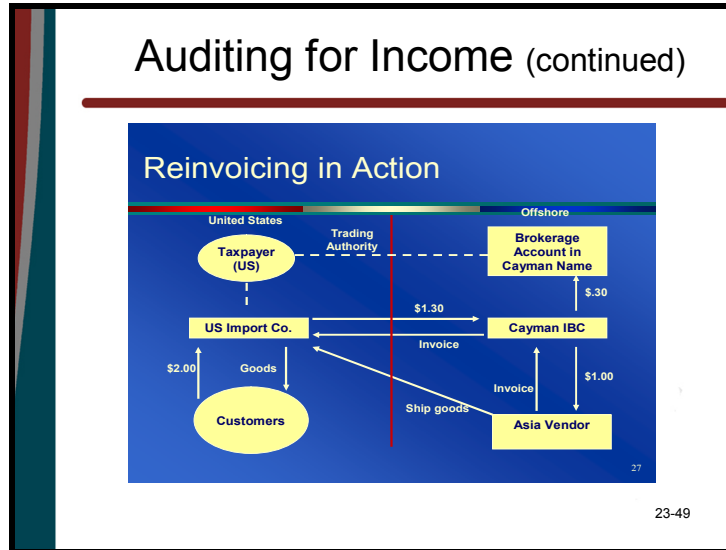 Auditing for Income (continued)
Reinvoicing in Action
United States
Offshore
Taxpayer
(US)
Trading
Authority
Brokerage
Account in
Cayman Name
$.30
US Import Co.
$1.30
Invoice
Cayman IBC
$2.00
Goods
Invoice
$1.00
Customers
Ship goods
Asia Vendor
27
23-49